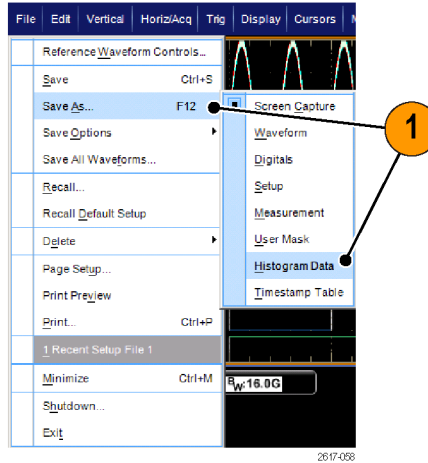 File Edit Vertical Horiz/Acq Trig Display Cursors
Reference Waveform Controls...
Save Ctrl+S
Save As... F12
Save Options
Save All Waveforms...
Recall...
Recall Default Setup
Delete
Page Setup...
Print Preview
Print... Ctrl+P
1 Recent Setup File 1
Minimize Ctrl+M
Shutdown...
Exit
Screen Capture
Waveform
Digitals
Setup
Measurement
User Mask
Histogram Data
Timestamp Table
1
BW:16.0G
2617-058